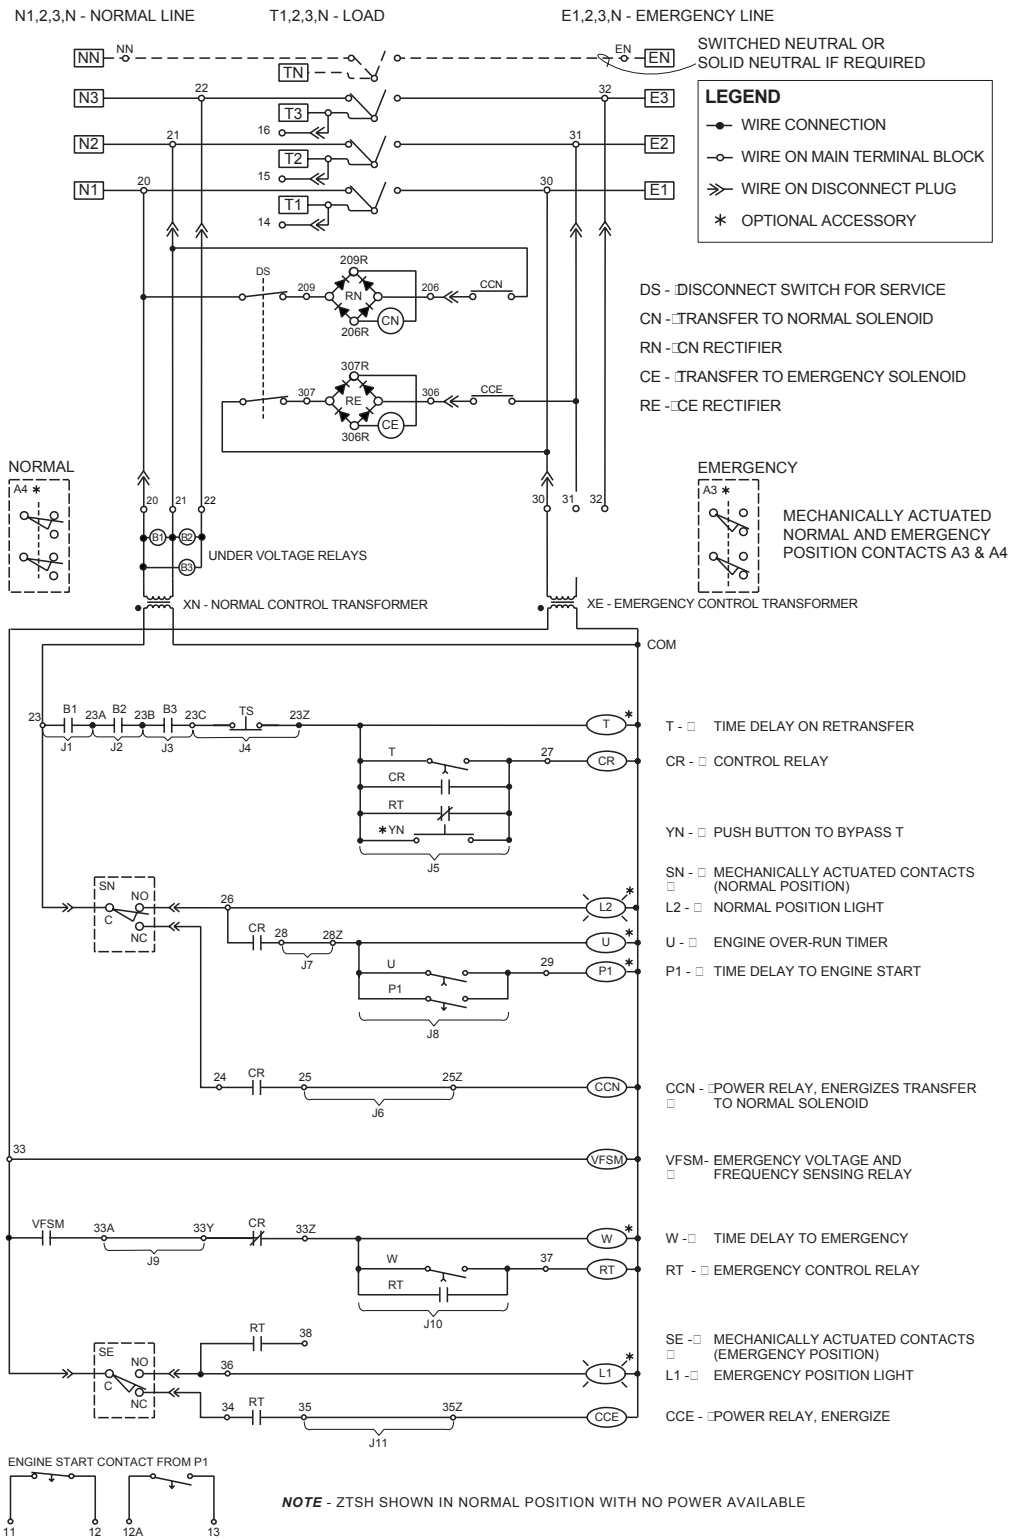 N1,2,3,N - NORMAL LINE
T1,2,3,N - LOAD
E1,2,3,N - EMERGENCY LINE
SWITCHED NEUTRAL OR
SOLID NEUTRAL IF REQUIRED
NN
NN
EN
EN
TN
N3
22
32
E3
T3
16
N2
21
31
E2
T2
15
N1
20
30
E1
T1
14
LEGEND
WIRE CONNECTION
WIRE ON MAIN TERMINAL BLOCK
WIRE ON DISCONNECT PLUG
* OPTIONAL ACCESSORY
DS
209R
209
RN
206
CCN
CN
206R
307R
307
RE
306
CCE
CE
306R
DS - □DISCONNECT SWITCH FOR SERVICE
CN -□TRANSFER TO NORMAL SOLENOID
RN -□CN RECTIFIER
CE - □TRANSFER TO EMERGENCY SOLENOID
RE -□CE RECTIFIER
NORMAL
A4 *
20
21
22
B1
B2
B3
UNDER VOLTAGE RELAYS
30
31
32
EMERGENCY
A3 *
MECHANICALLY ACTUATED
NORMAL AND EMERGENCY
POSITION CONTACTS A3 & A4
XN - NORMAL CONTROL TRANSFORMER
XE - EMERGENCY CONTROL TRANSFORMER
COM
23
B1
23A
B2
23B
B3
23C
TS
23Z
J1
J2
J3
J4
T
*
T - □ TIME DELAY ON RETRANSFER
T
27
CR
CR - □ CONTROL RELAY
CR
RT
*YN
J5
YN - □ PUSH BUTTON TO BYPASS T
SN
NO
C
NC
26
L2
*
SN - □ MECHANICALLY ACTUATED CONTACTS
□ (NORMAL POSITION)
L2 - □ NORMAL POSITION LIGHT
CR
28
28Z
J7
U
*
U - □ ENGINE OVER-RUN TIMER
U
29
P1
*
P1 - □ TIME DELAY TO ENGINE START
P1
J8
24
CR
25
25Z
J6
CCN
CCN - □POWER RELAY, ENERGIZES TRANSFER
□ TO NORMAL SOLENOID
33
VFSM
VFSM- EMERGENCY VOLTAGE AND
□ FREQUENCY SENSING RELAY
VFSM
33A
33Y
CR
33Z
J9
W
*
W -□ TIME DELAY TO EMERGENCY
W
37
RT
RT - □ EMERGENCY CONTROL RELAY
RT
J10
RT
38
SE
NO
C
NC
36
L1
*
SE -□ MECHANICALLY ACTUATED CONTACTS
□ (EMERGENCY POSITION)
L1 -□ EMERGENCY POSITION LIGHT
34
RT
35
35Z
J11
CCE
CCE - □POWER RELAY, ENERGIZE
ENGINE START CONTACT FROM P1
11
12
12A
13
NOTE - ZTSH SHOWN IN NORMAL POSITION WITH NO POWER AVAILABLE